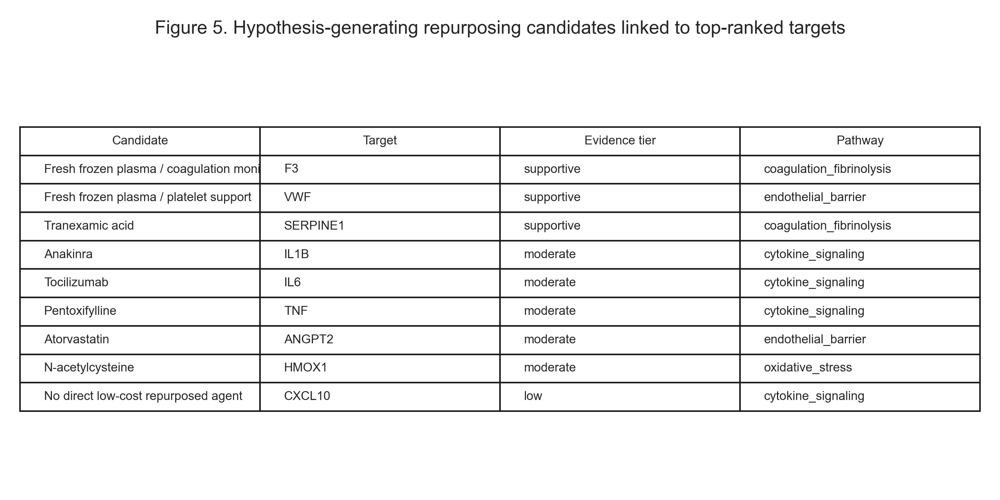 Figure 5. Hypothesis-generating repurposing candidates linked to top-ranked targets
Candidate Target Evidence tier Pathway
Fresh frozen plasma / coagulation moni F3 supportive coagulation_fibrinolysis
Fresh frozen plasma / platelet support VWF supportive endothelial_barrier
Tranexamic acid SERPINE1 supportive coagulation_fibrinolysis
Anakinra IL1B moderate cytokine_signaling
Tocilizumab IL6 moderate cytokine_signaling
Pentoxifylline TNF moderate cytokine_signaling
Atorvastatin ANGPT2 moderate endothelial_barrier
N-acetylcysteine HMOX1 moderate oxidative_stress
No direct low-cost repurposed agent CXCL10 low cytokine_signaling